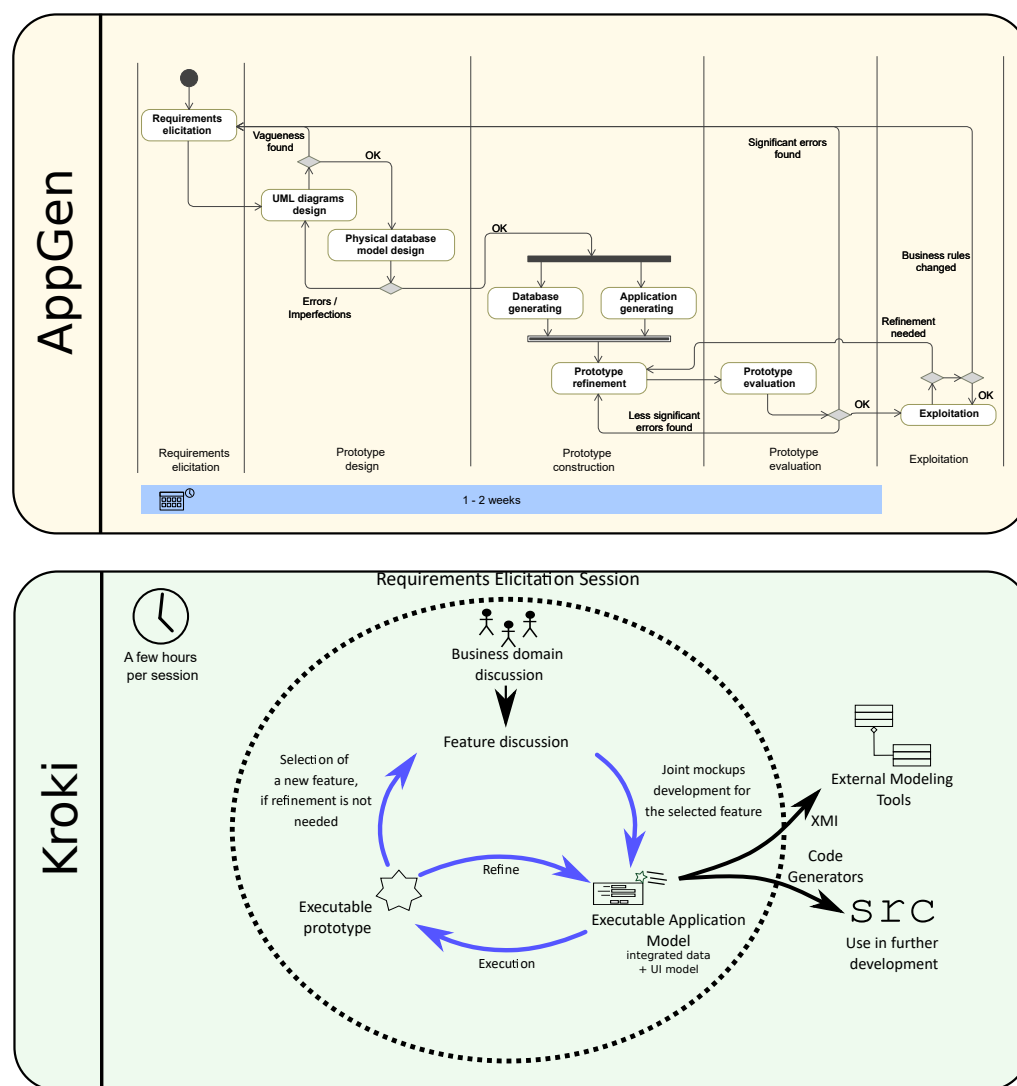 AppGen
Requirements
elicitation
Vagueness
found
OK
Significant errors
found
UML diagrams
design
Physical database
model design
OK
Business rules
changed
Errors /
Imperfections
Database
generating
Application
generating
Refinement
needed
Prototype
refinement
Prototype
evaluation
OK
OK
Less significant
errors found
Exploitation
Requirements
elicitation
Prototype
design
Prototype
construction
Prototype
evaluation
Exploitation
1 - 2 weeks
Kroki
Requirements Elicitation Session
A few hours
per session
Business domain
discussion
Feature discussion
Selection of
a new feature,
if refinement is not
needed
Joint mockups
development for
the selected feature
External Modeling
Tools
XMI
Code
Generators
Refine
Executable
prototype
Executable Application
Model
integrated data
+ UI model
Execution
src
Use in further
development